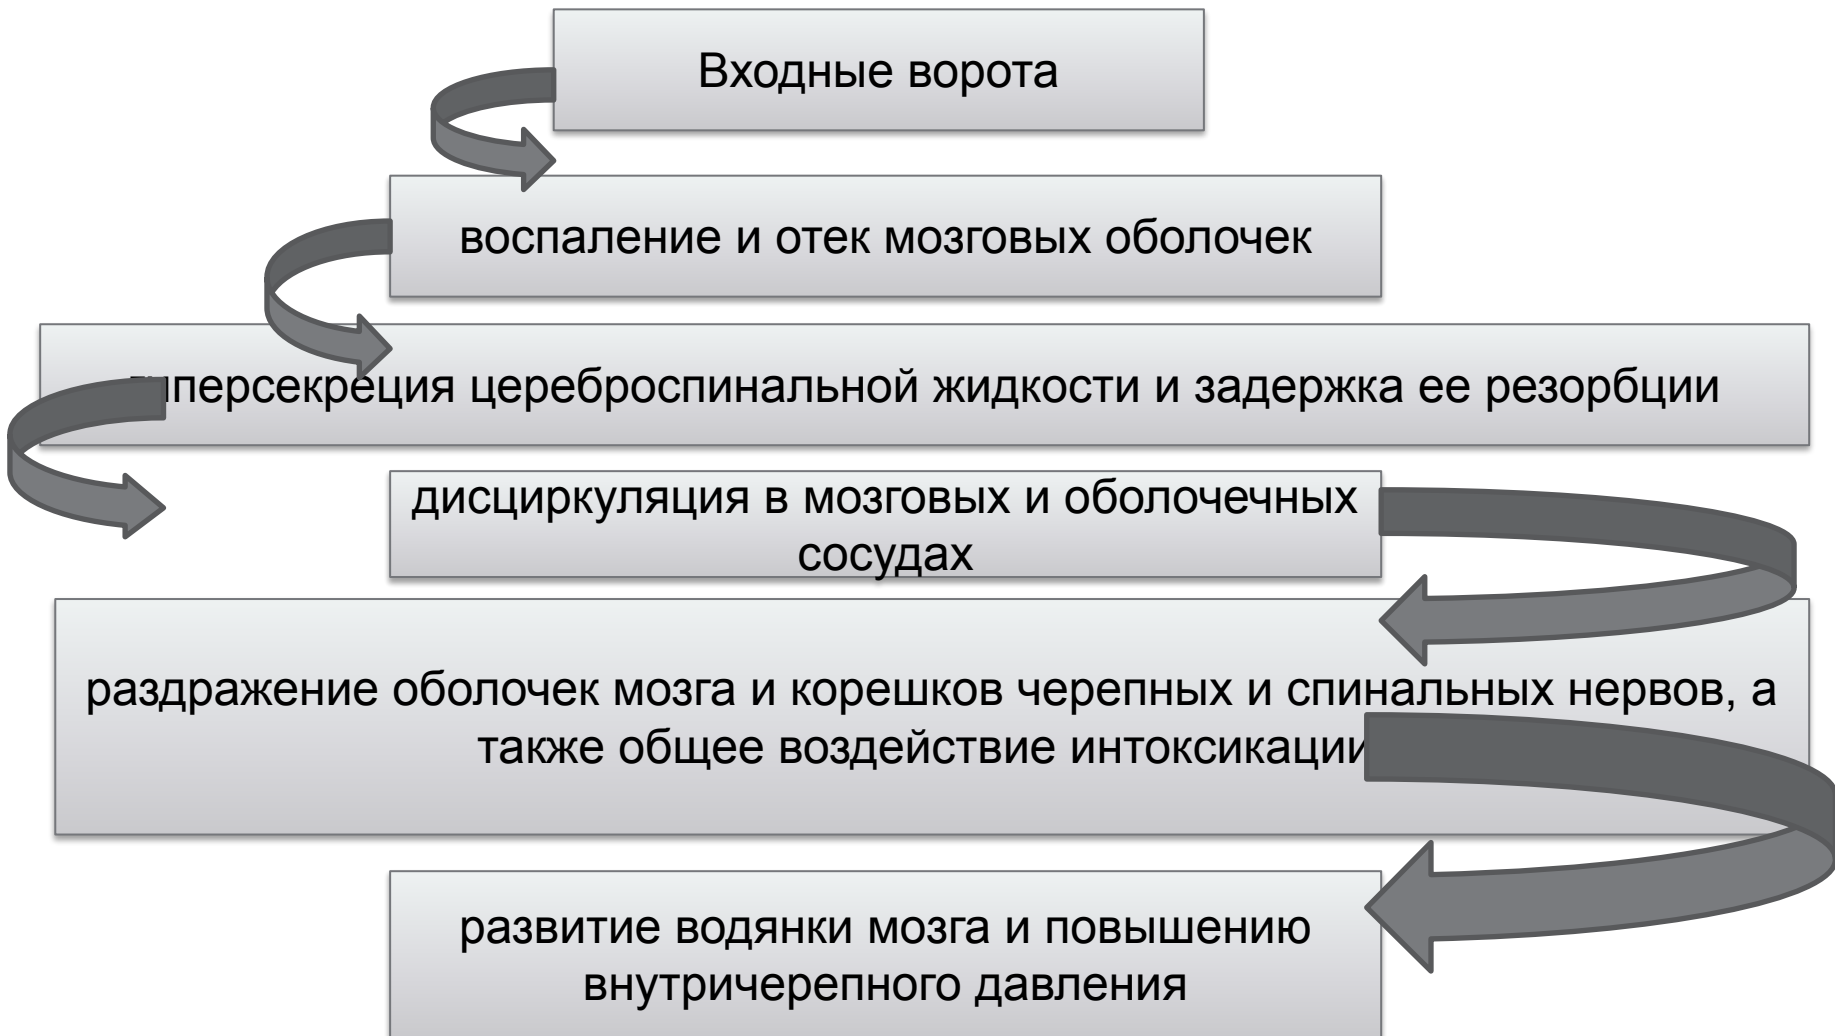 Входные ворота
воспаление и отек мозговых оболочек
гиперсекреция цереброспинальной жидкости и задержка ее резорбции
дисциркуляция в мозговых и оболочечных
сосудах
раздражение оболочек мозга и корешков черепных и спинальных нервов, а
также общее воздействие интоксикации
развитие водянки мозга и повышению
внутричерепного давления